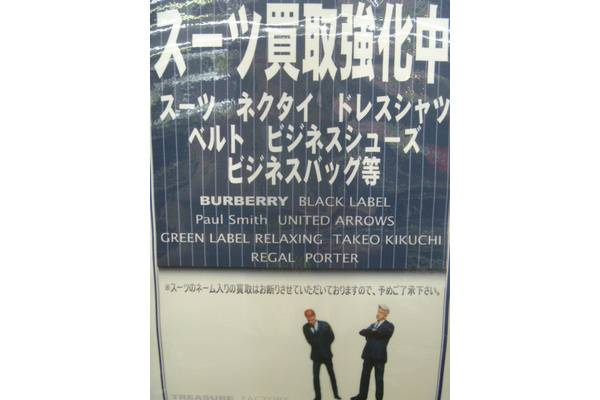 スーツ買取強化中
スーツ ネクタイ ドレスシャツ
ベルト ビジネスシューズ
ビジネスバッグ等
BURBERRY BLACK LABEL
Paul Smith UNITED ARROWS
GREEN LABEL RELAXING TAKEO KIKUCHI
REGAL PORTER
※スーツのネーム入りの買取はお断りさせていただいておりますので、予めご了承下さい。
TREASURE FACTORY